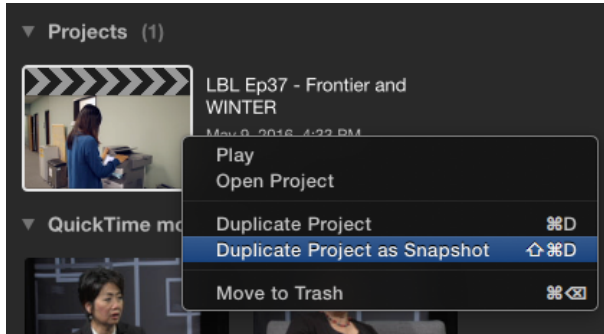 Projects (1)
LBL Ep37 - Frontier and
WINTER
May 9, 2016, 4:33 PM
Play
Open Project
Duplicate Project ⌘D
Duplicate Project as Snapshot ⇧⌘D
Move to Trash ⌘⌫
QuickTime mo